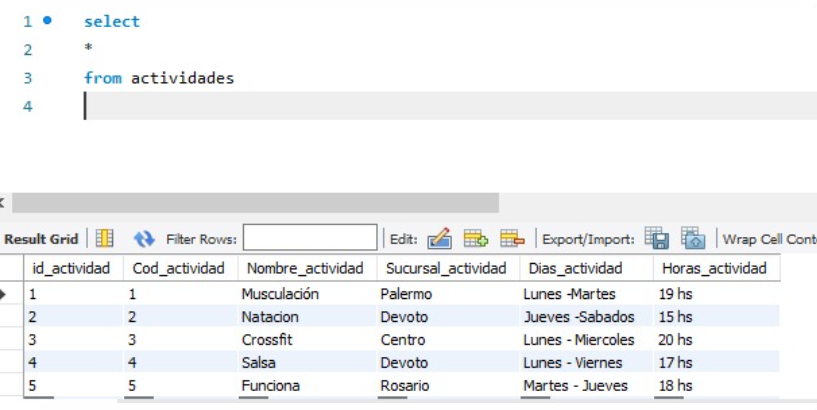 1 select
2 *
3 from actividades
4
Result Grid Filter Rows: Edit: Export/Import: Wrap Cell Cont
id_actividad Cod_actividad Nombre_actividad Sucursal_actividad Dias_actividad Horas_actividad
1 1 Musculación Palermo Lunes -Martes 19 hs
2 2 Natacion Devoto Jueves -Sabados 15 hs
3 3 Crossfit Centro Lunes - Miercoles 20 hs
4 4 Salsa Devoto Lunes - Viernes 17 hs
5 5 Funciona Rosario Martes - Jueves 18 hs